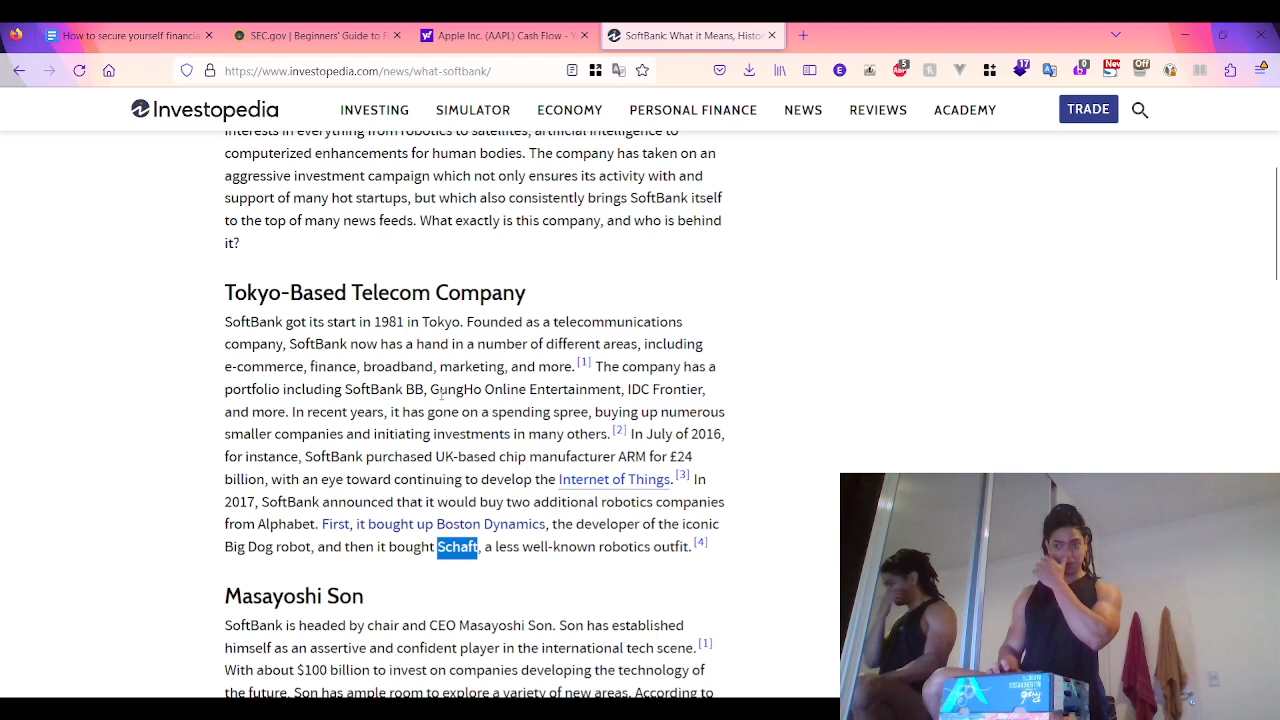 How to secure yourself financia
SEC.gov | Beginners' Guide to Fi
Apple Inc. (AAPL) Cash Flow - Y
SoftBank: What it Means, Histor
https://www.investopedia.com/news/what-softbank/
5
0
New
Off
17
Investopedia
INVESTING
SIMULATOR
ECONOMY
PERSONAL FINANCE
NEWS
REVIEWS
ACADEMY
TRADE
interests in everything from robotics to satellites, artificial intelligence to
computerized enhancements for human bodies. The company has taken on an
aggressive investment campaign which not only ensures its activity with and
support of many hot startups, but which also consistently brings SoftBank itself
to the top of many news feeds. What exactly is this company, and who is behind
it?
Tokyo-Based Telecom Company
SoftBank got its start in 1981 in Tokyo. Founded as a telecommunications
company, SoftBank now has a hand in a number of different areas, including
e-commerce, finance, broadband, marketing, and more.[1] The company has a
portfolio including SoftBank BB, GungHo Online Entertainment, IDC Frontier,
and more. In recent years, it has gone on a spending spree, buying up numerous
smaller companies and initiating investments in many others.[2] In July of 2016,
for instance, SoftBank purchased UK-based chip manufacturer ARM for £24
billion, with an eye toward continuing to develop the Internet of Things.[3] In
2017, SoftBank announced that it would buy two additional robotics companies
from Alphabet. First, it bought up Boston Dynamics, the developer of the iconic
Big Dog robot, and then it bought Schaft, a less well-known robotics outfit.[4]
Masayoshi Son
SoftBank is headed by chair and CEO Masayoshi Son. Son has established
himself as an assertive and confident player in the international tech scene.[1]
With about $100 billion to invest on companies developing the technology of
the future, Son has ample room to explore a variety of new areas. According to